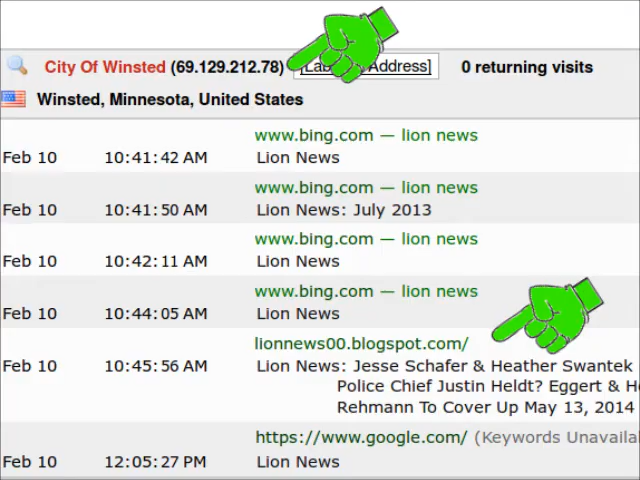 City Of Winsted (69.129.212.78) Address] 0 returning visits
Winsted, Minnesota, United States
www.bing.com — lion news
Feb 10 10:41:42 AM Lion News
www.bing.com — lion news
Feb 10 10:41:50 AM Lion News: July 2013
www.bing.com — lion news
Feb 10 10:42:11 AM Lion News
www.bing.com — lion news
Feb 10 10:44:05 AM Lion News
lionnews00.blogspot.com/
Feb 10 10:45:56 AM Lion News: Jesse Schafer & Heather Swantek
Police Chief Justin Heldt? Eggert &
Rehmann To Cover Up May 13, 2014
https://www.google.com/ (Keywords
Feb 10 12:05:27 PM Lion News